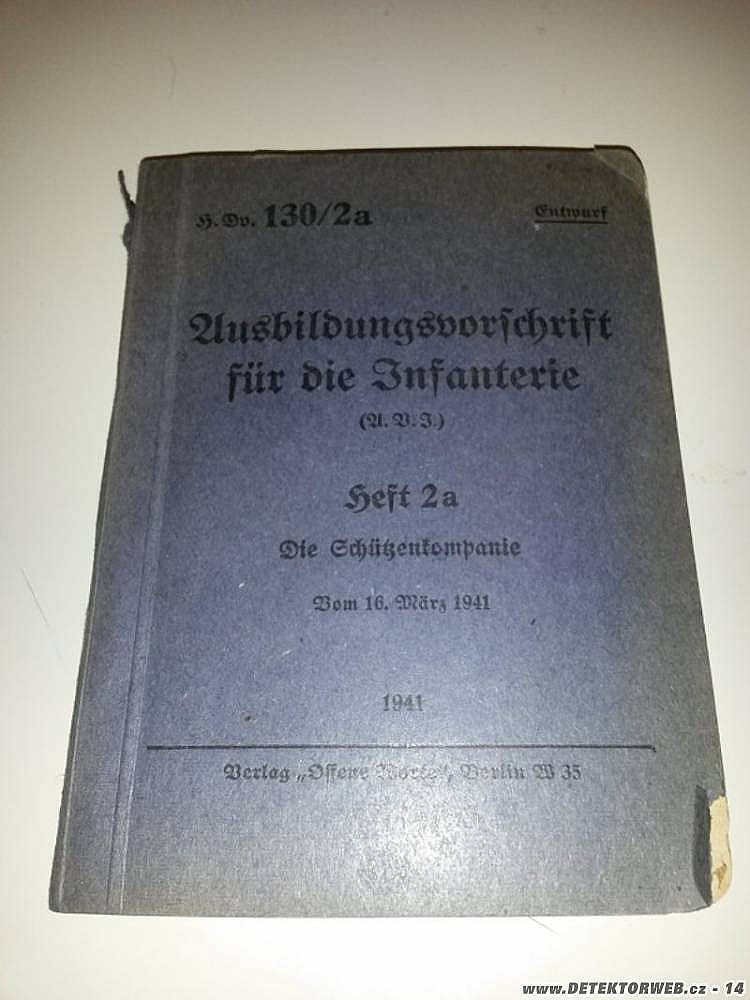 H. Dv. 130/2a
Entwurf
Ausbildungsvorschrift
für die Infanterie
(A. V. I.)
Heft 2a
Die Schützenkompanie
Vom 16. März 1941
1941
Verlag „Offene Worte“, Berlin W 35
www.DETEKTORWEB.cz - 14